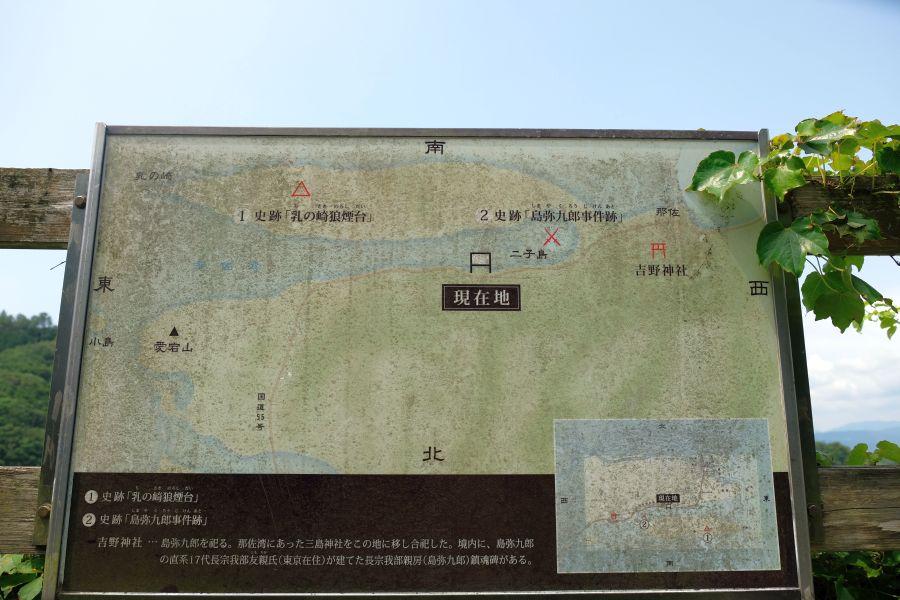 南
乳の崎
1 史跡「乳の崎狼煙台」
2 史跡「島弥九郎事件跡」
那佐
二子島
吉野神社
東
現在地
西
小島
愛宕山
国道55号
北
現在地
西
東
南
1 史跡「乳の崎狼煙台」
2 史跡「島弥九郎事件跡」
吉野神社 … 島弥九郎を祀る。那佐湾にあった三島神社をこの地に移し合祀した。境内に、島弥九郎
の直系17代長宗我部友親氏(東京在住)が建てた長宗我部親房(島弥九郎)鎮魂碑がある。